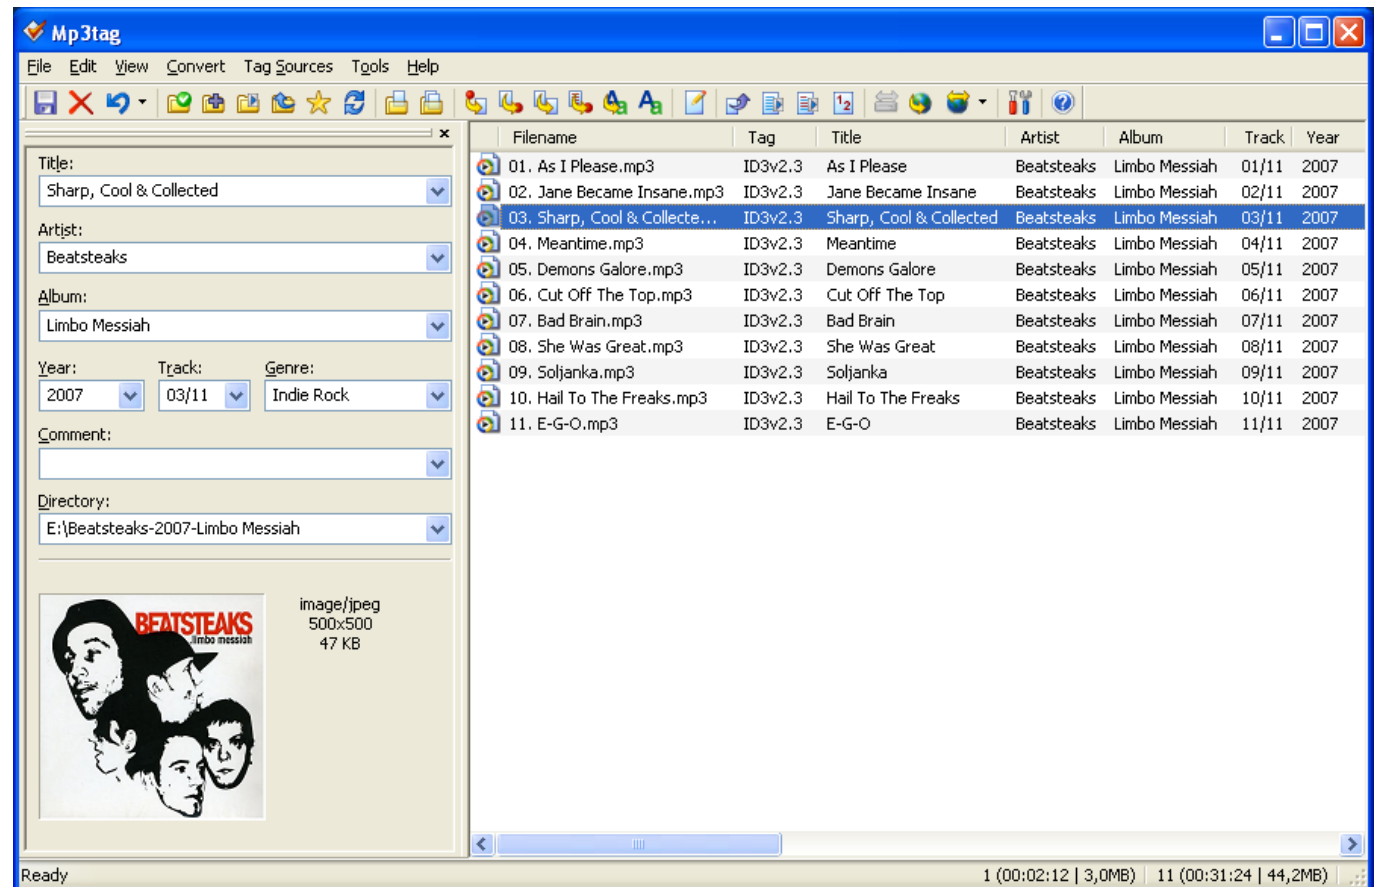 Mp3tag
File Edit View Convert Tag Sources Tools Help
Title:
Sharp, Cool & Collected
Artist:
Beatsteaks
Album:
Limbo Messiah
Year: Track: Genre:
2007 03/11 Indie Rock
Comment:
Directory:
E:\Beatsteaks-2007-Limbo Messiah
BEATSTEAKS
.limbo messiah
image/jpeg
500x500
47 KB
Filename Tag Title Artist Album Track Year
01. As I Please.mp3 ID3v2.3 As I Please Beatsteaks Limbo Messiah 01/11 2007
02. Jane Became Insane.mp3 ID3v2.3 Jane Became Insane Beatsteaks Limbo Messiah 02/11 2007
03. Sharp, Cool & Collecte... ID3v2.3 Sharp, Cool & Collected Beatsteaks Limbo Messiah 03/11 2007
04. Meantime.mp3 ID3v2.3 Meantime Beatsteaks Limbo Messiah 04/11 2007
05. Demons Galore.mp3 ID3v2.3 Demons Galore Beatsteaks Limbo Messiah 05/11 2007
06. Cut Off The Top.mp3 ID3v2.3 Cut Off The Top Beatsteaks Limbo Messiah 06/11 2007
07. Bad Brain.mp3 ID3v2.3 Bad Brain Beatsteaks Limbo Messiah 07/11 2007
08. She Was Great.mp3 ID3v2.3 She Was Great Beatsteaks Limbo Messiah 08/11 2007
09. Soljanka.mp3 ID3v2.3 Soljanka Beatsteaks Limbo Messiah 09/11 2007
10. Hail To The Freaks.mp3 ID3v2.3 Hail To The Freaks Beatsteaks Limbo Messiah 10/11 2007
11. E-G-O.mp3 ID3v2.3 E-G-O Beatsteaks Limbo Messiah 11/11 2007
Ready 1 (00:02:12 | 3,0MB) 11 (00:31:24 | 44,2MB)